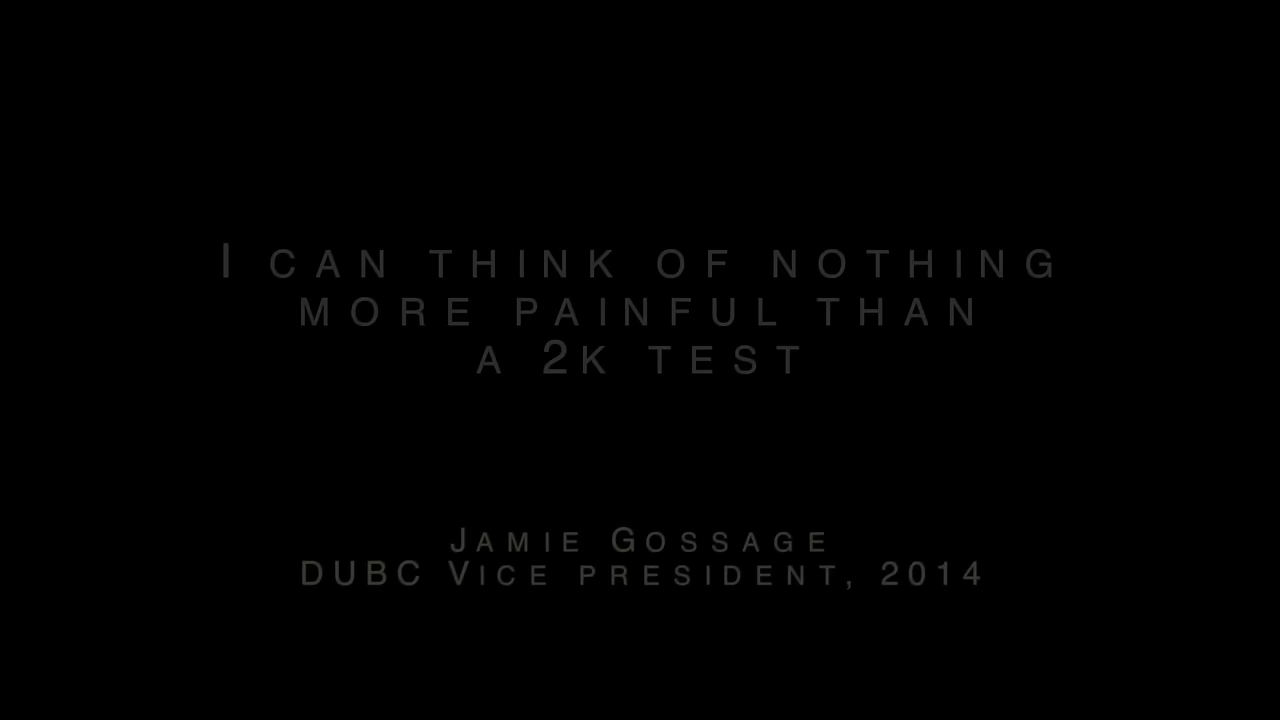 I CAN THINK OF NOTHING
MORE PAINFUL THAN
A 2K TEST
JAMIE GOSSAGE
DUBC VICE PRESIDENT, 2014